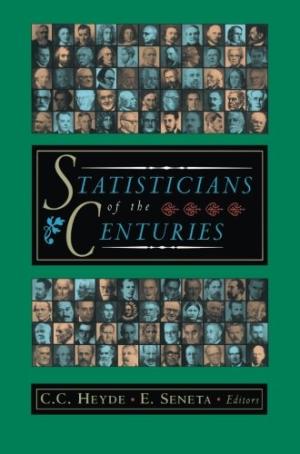 STATISTICIANS
of the
CENTURIES
C.C. HEYDE • E. SENETA • Editors